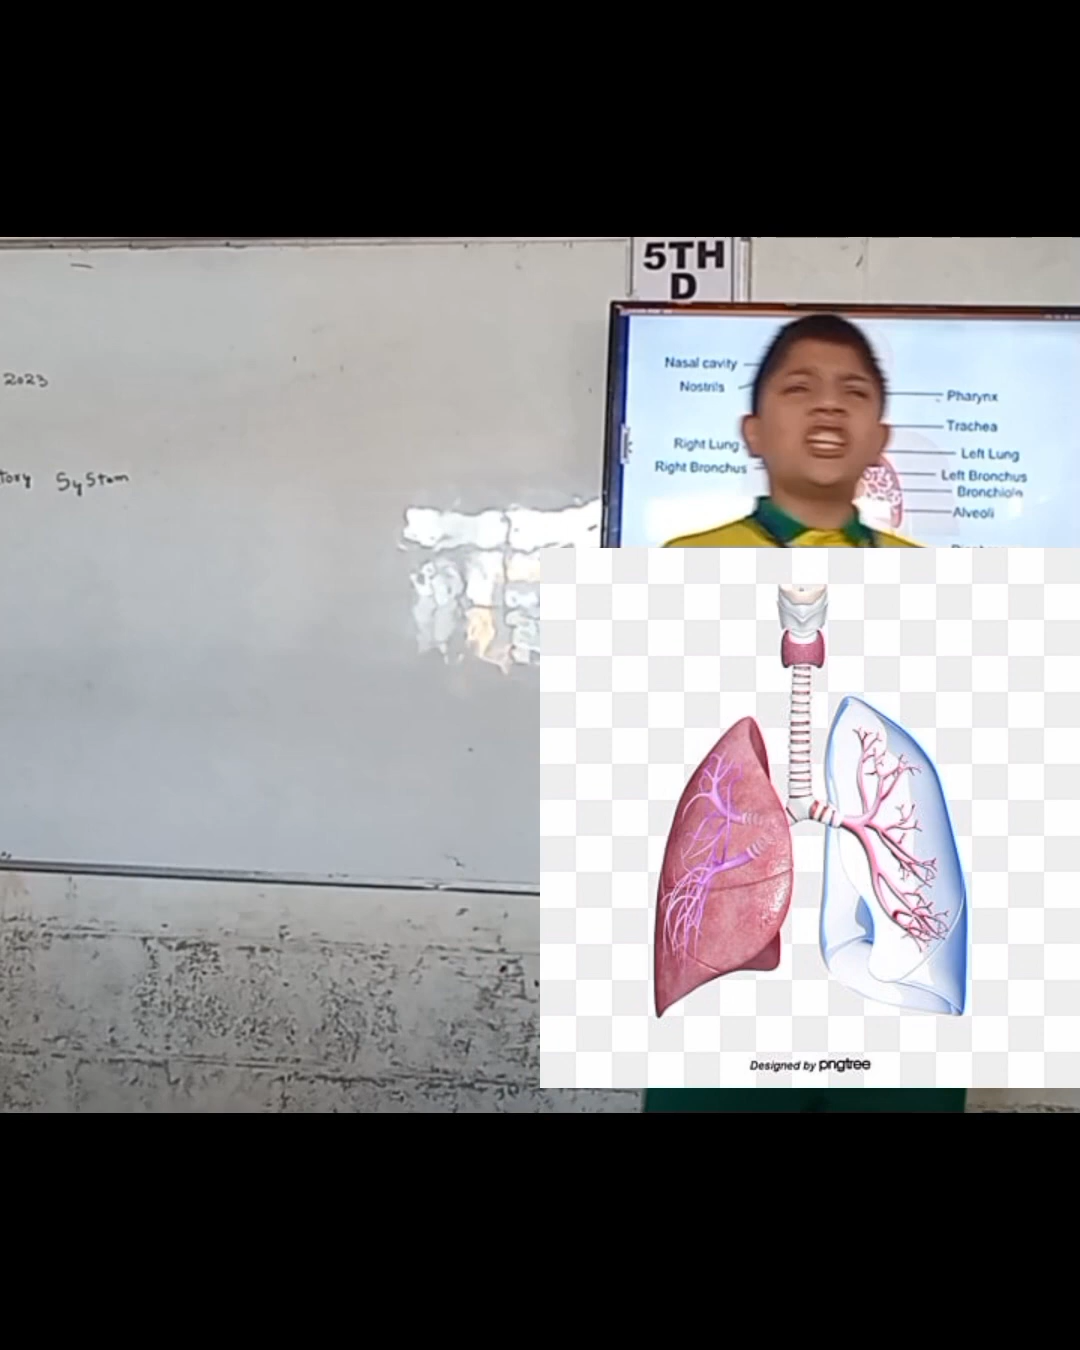 5TH
D
2023
tory System
Nasal cavity
Nostrils
Right Lung
Right Bronchus
Pharynx
Trachea
Left Lung
Left Bronchus
Bronchiole
Alveoli
Designed by pngtree